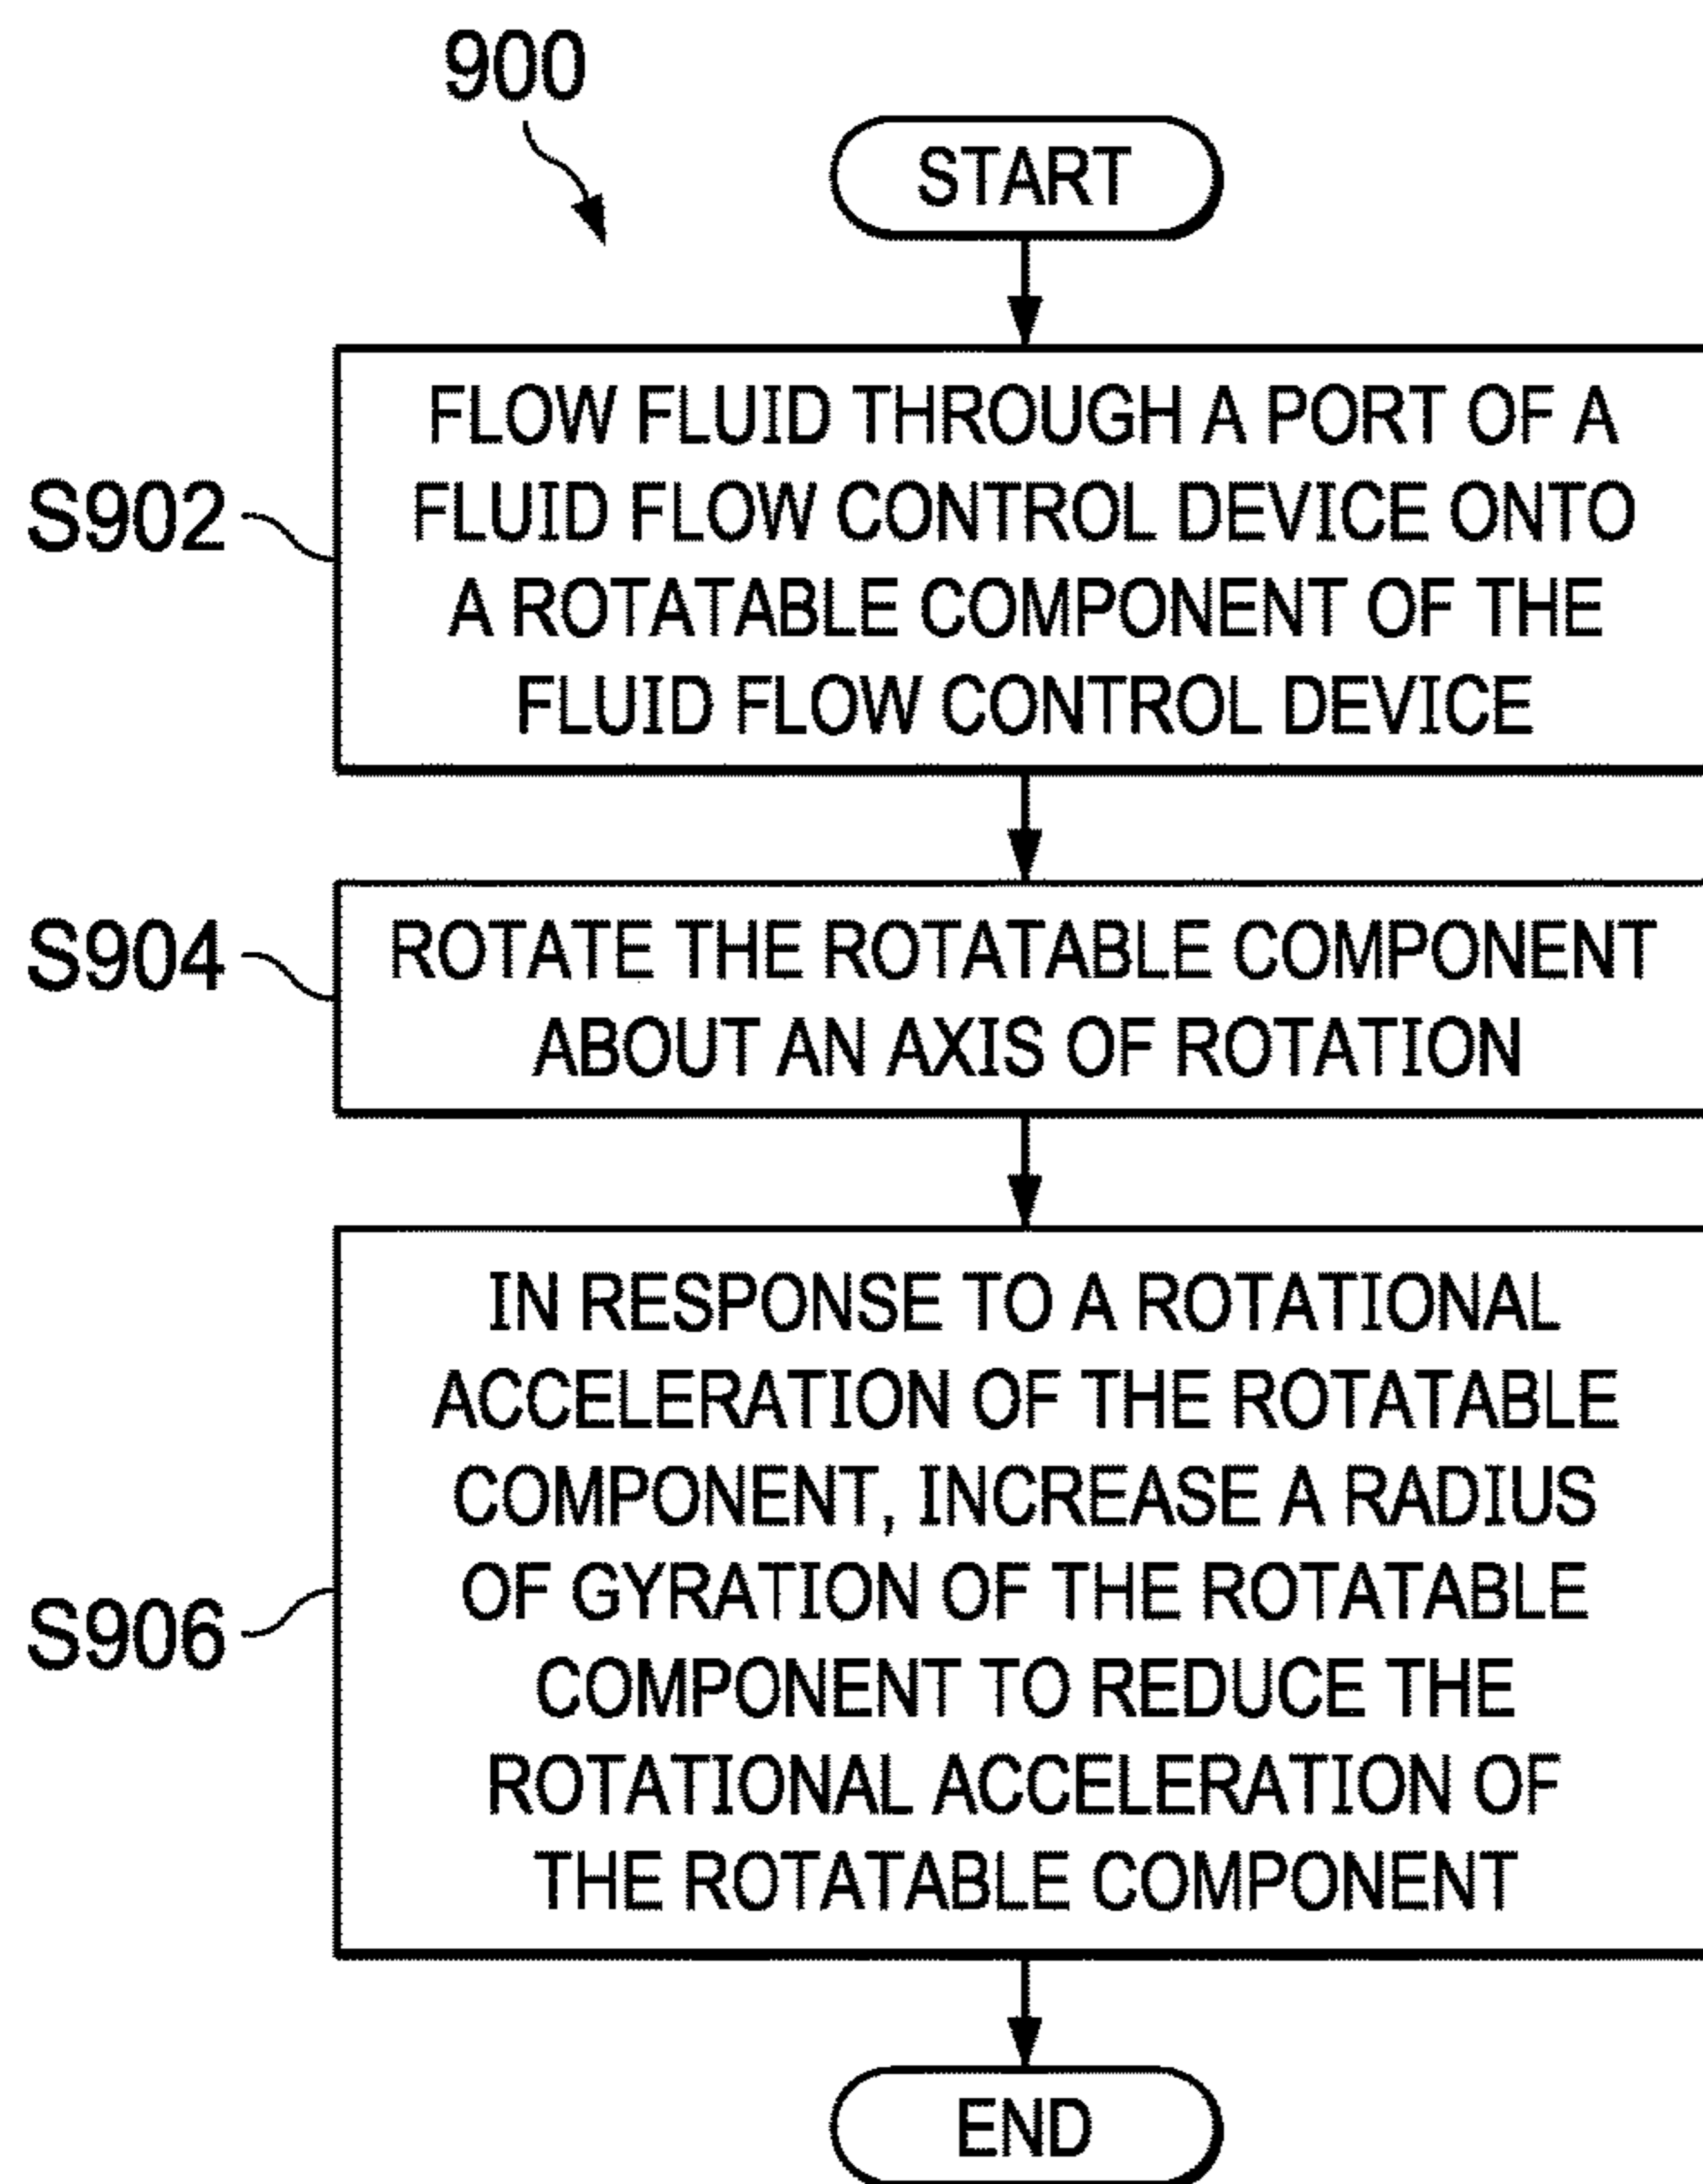 900
START
FLOW FLUID THROUGH A PORT OF A
FLUID FLOW CONTROL DEVICE ONTO
A ROTATABLE COMPONENT OF THE
FLUID FLOW CONTROL DEVICE
S902
ROTATE THE ROTATABLE COMPONENT
ABOUT AN AXIS OF ROTATION
S904
IN RESPONSE TO A ROTATIONAL
ACCELERATION OF THE ROTATABLE
COMPONENT, INCREASE A RADIUS
OF GYRATION OF THE ROTATABLE
COMPONENT TO REDUCE THE
ROTATIONAL ACCELERATION OF
THE ROTATABLE COMPONENT
S906
END